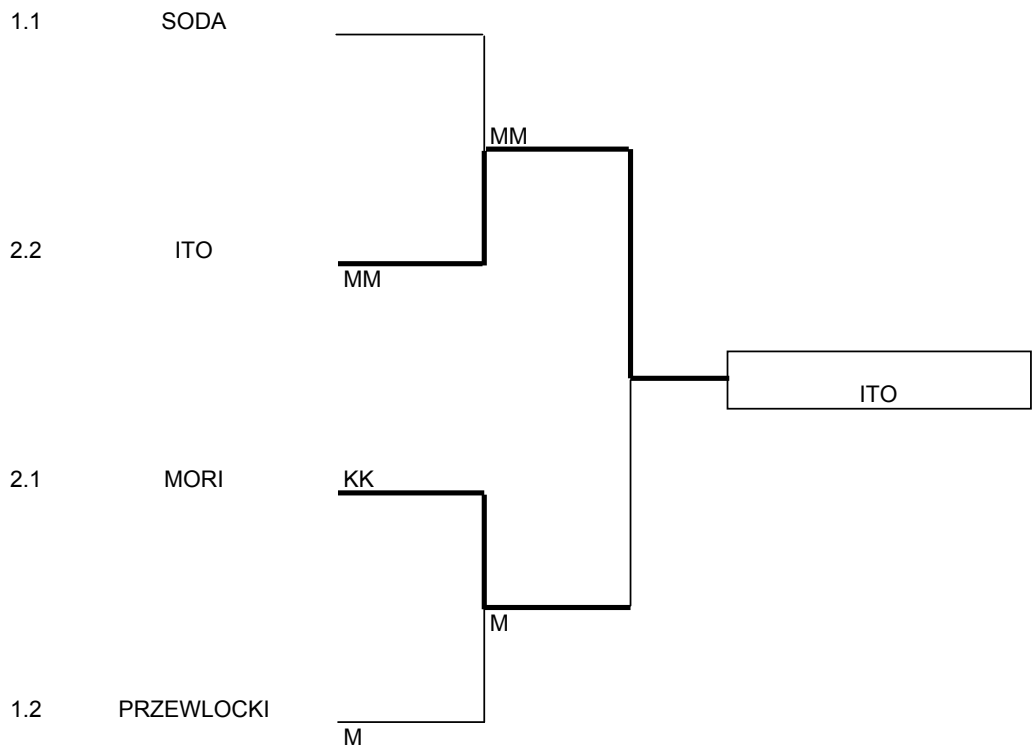 1.1 SODA
MM
2.2 ITO
MM
ITO
2.1 MORI KK
M
1.2 PRZEWLOCKI
M